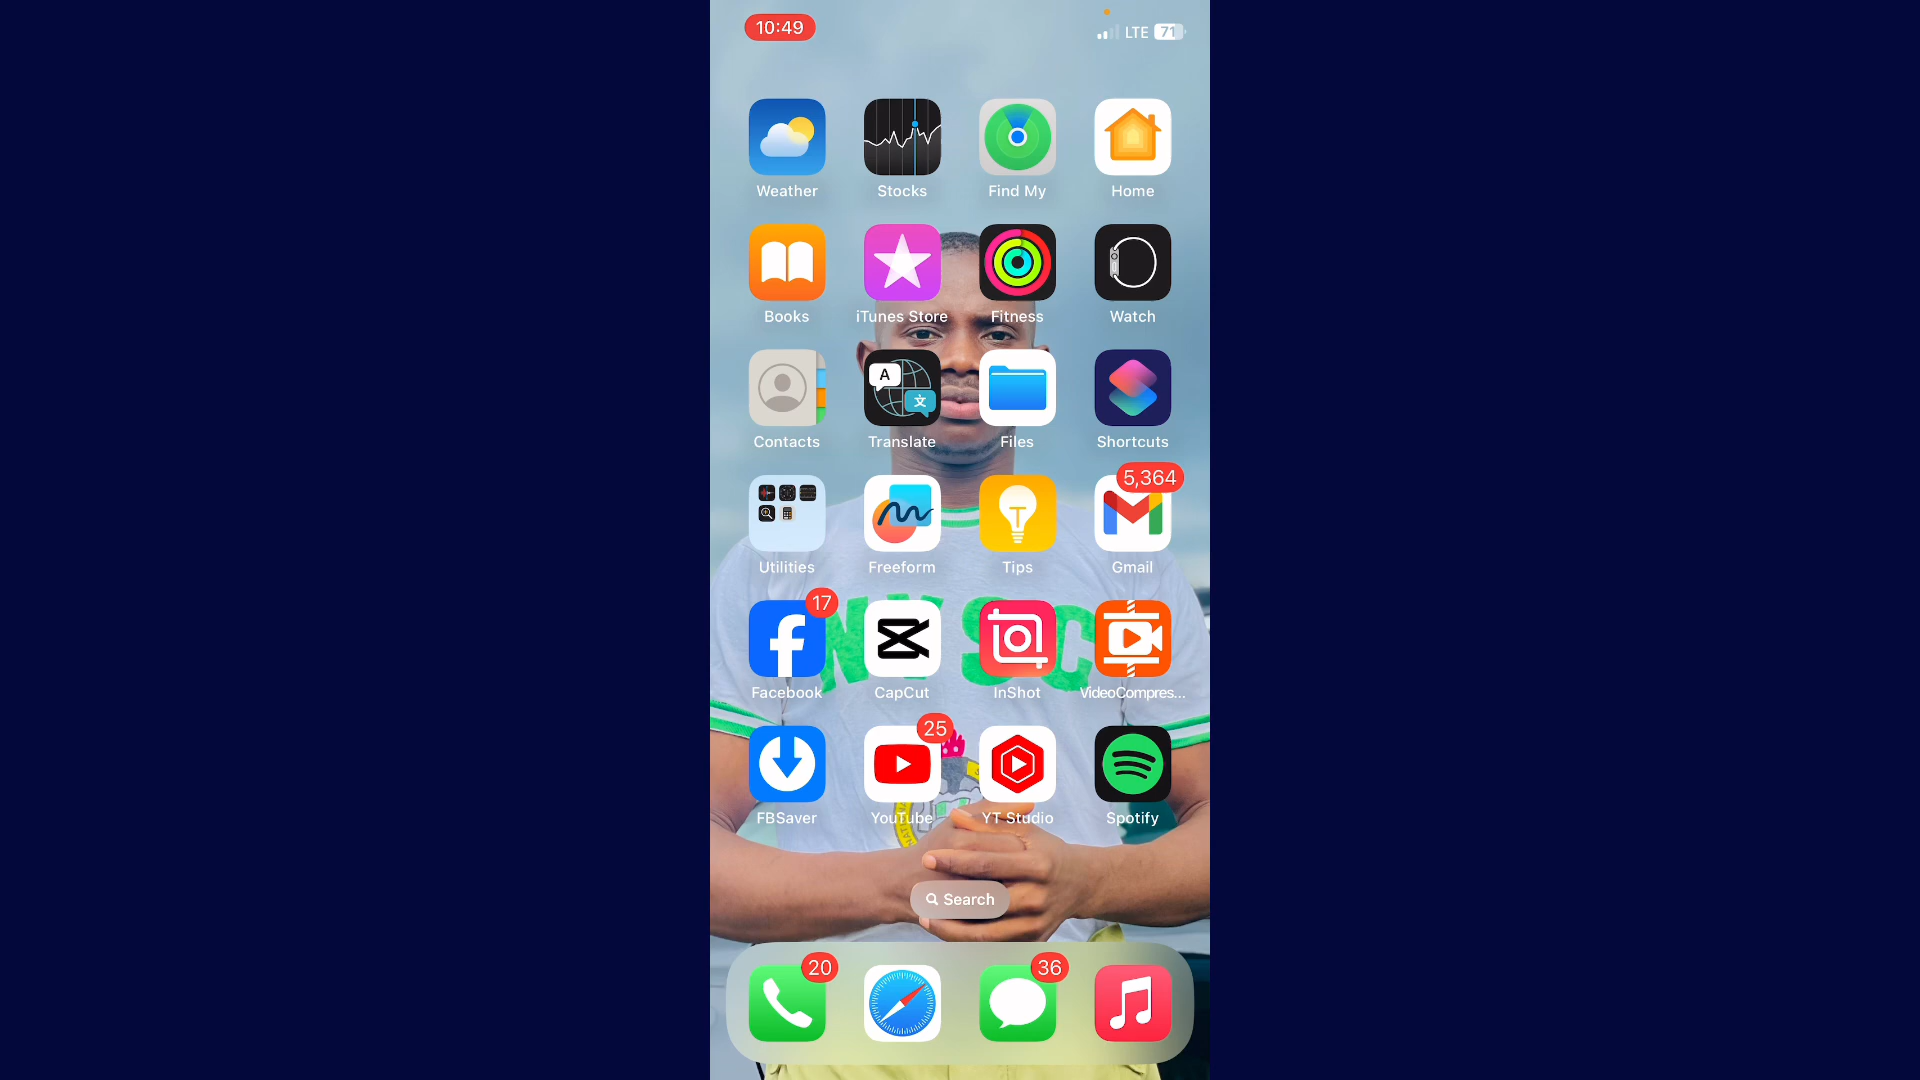 10:49
LTE 71
Weather Stocks Find My Home
Books iTunes Store Fitness Watch
A
文
Contacts Translate Files Shortcuts
5,364
Utilities Freeform Tips Gmail
17
Facebook CapCut InShot VideoCompres...
25
FBSaver YouTube YT Studio Spotify
Search
20 36